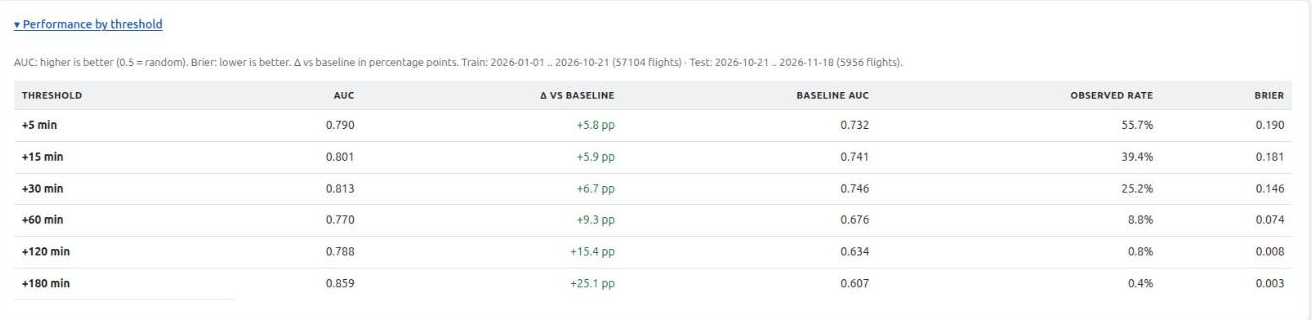 ▾ Performance by threshold
AUC: higher is better (0.5 = random). Brier: lower is better. Δ vs baseline in percentage points. Train: 2026-01-01 .. 2026-10-21 (57104 flights) · Test: 2026-10-21 .. 2026-11-18 (5956 flights).
THRESHOLD AUC Δ VS BASELINE BASELINE AUC OBSERVED RATE BRIER
+5 min 0.790 +5.8 pp 0.732 55.7% 0.190
+15 min 0.801 +5.9 pp 0.741 39.4% 0.181
+30 min 0.813 +6.7 pp 0.746 25.2% 0.146
+60 min 0.770 +9.3 pp 0.676 8.8% 0.074
+120 min 0.788 +15.4 pp 0.634 0.8% 0.008
+180 min 0.859 +25.1 pp 0.607 0.4% 0.003